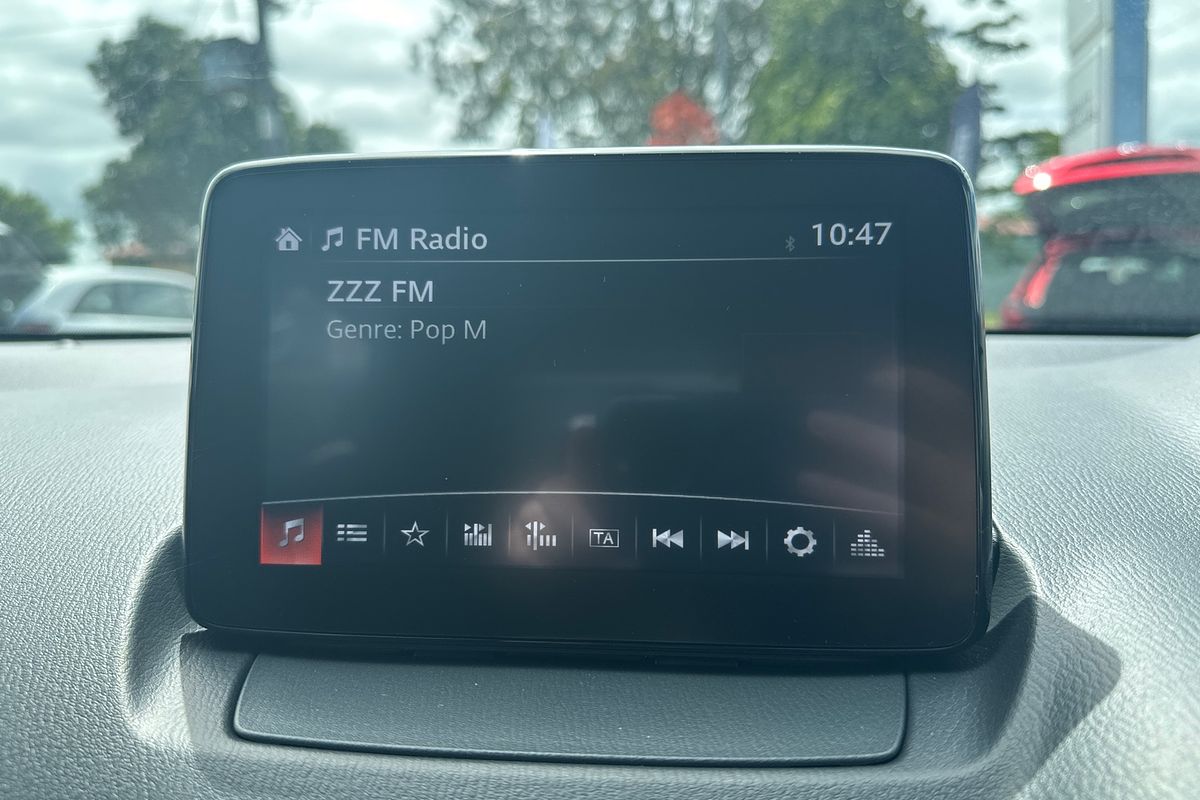 FM Radio 10:47
ZZZ FM
Genre: Pop M
TA